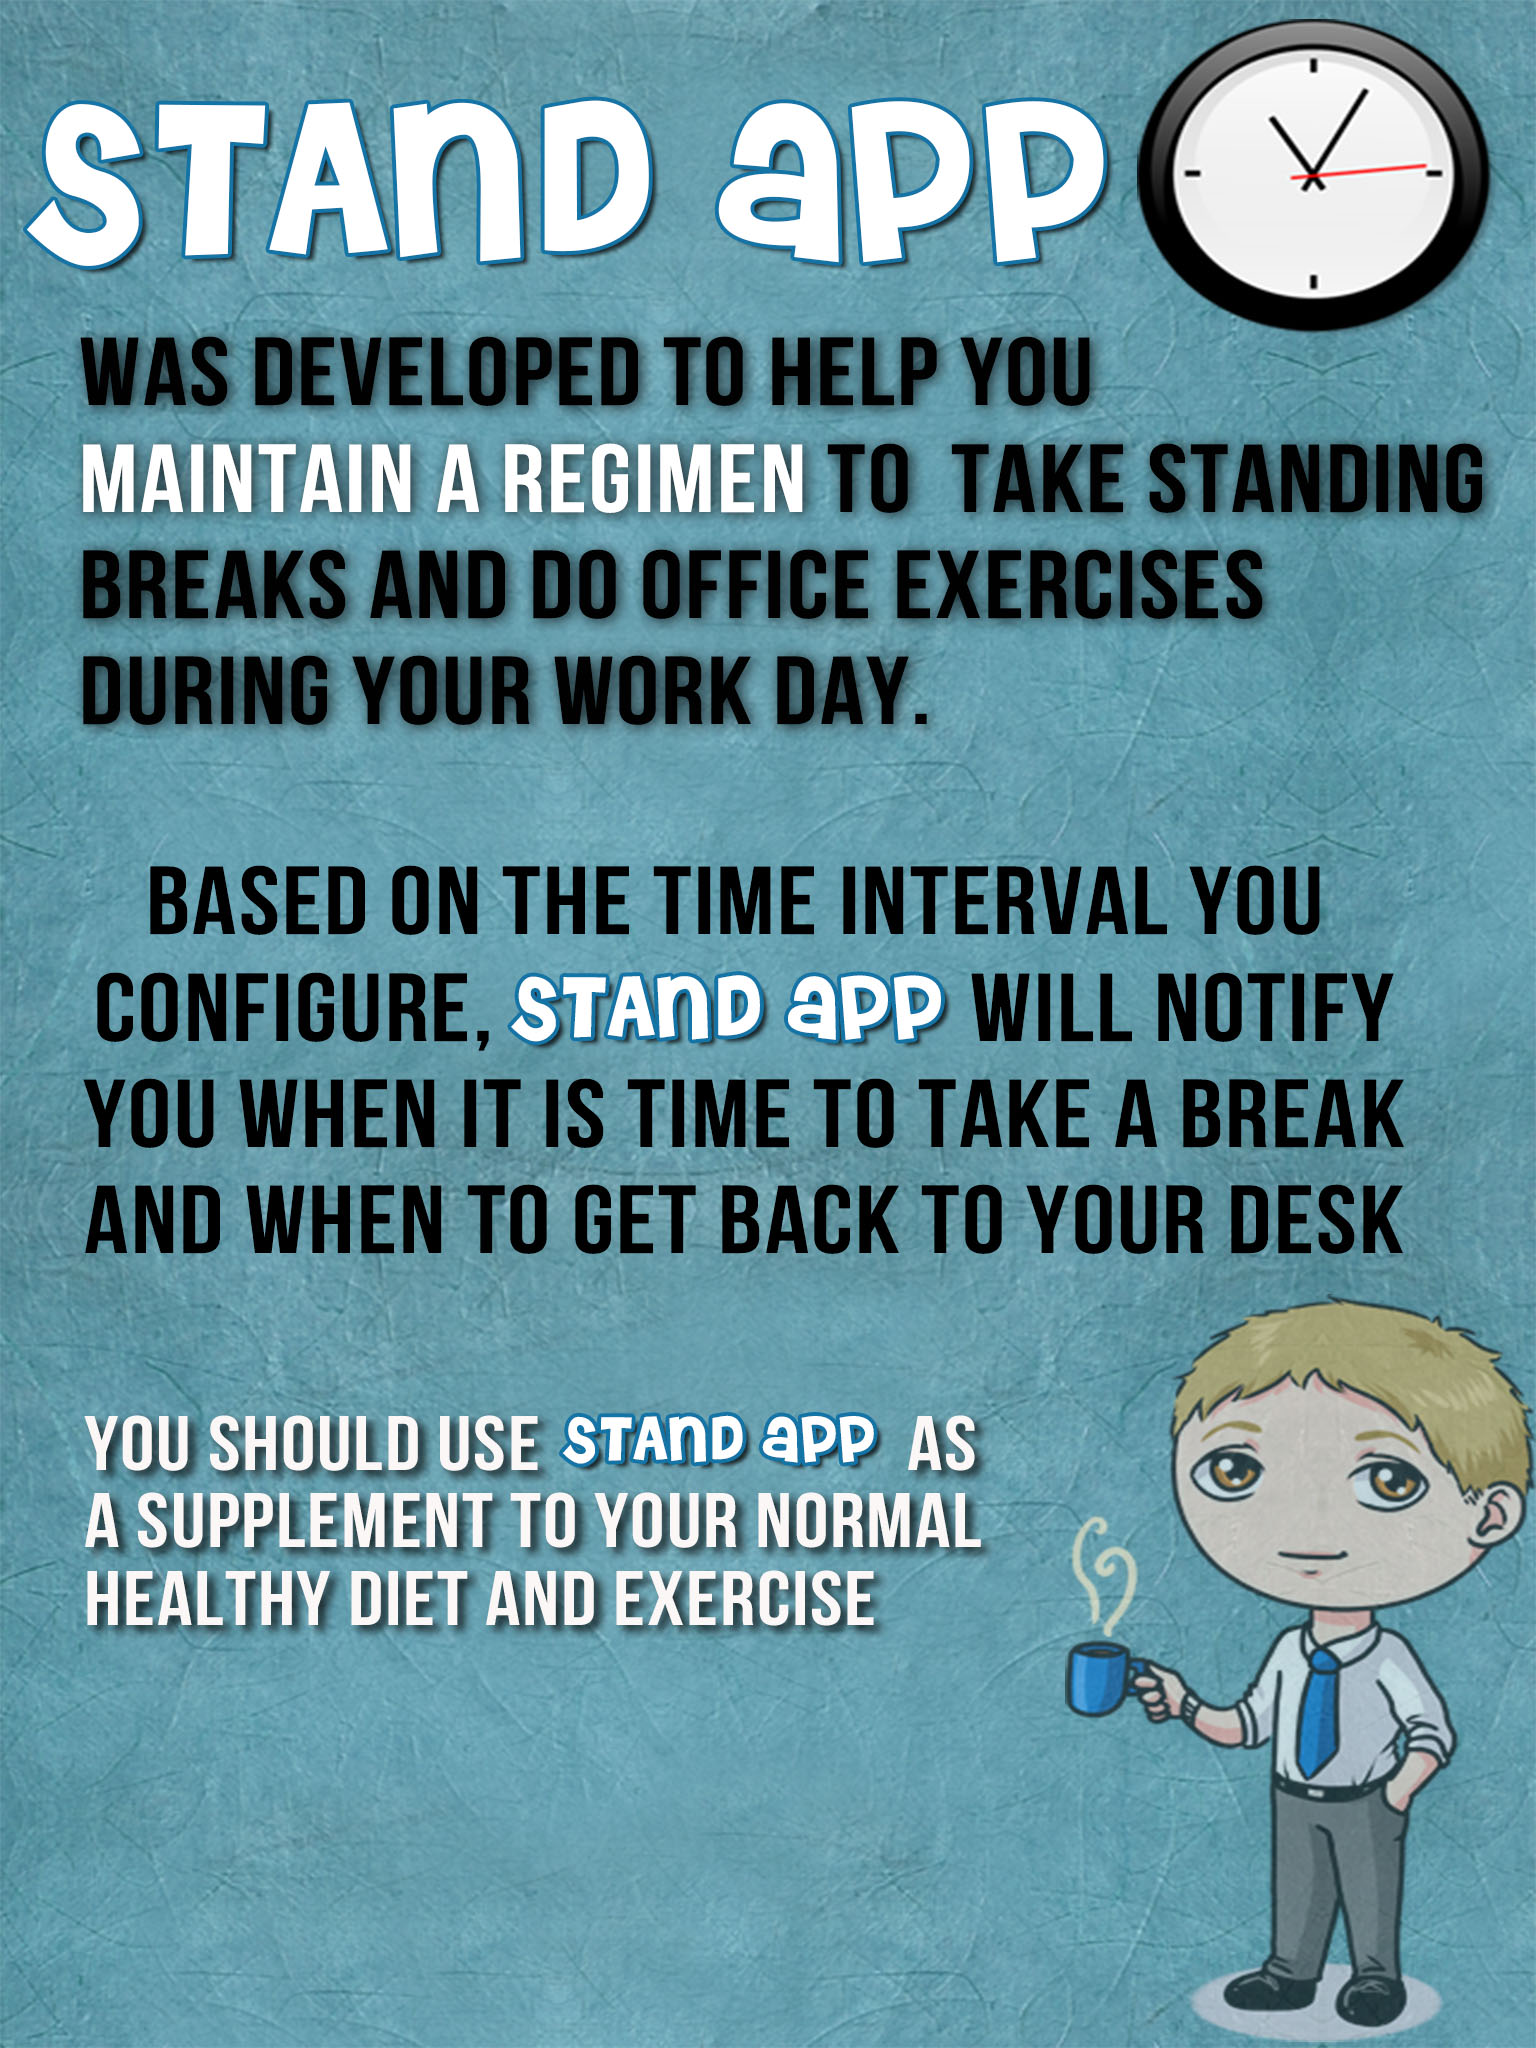 STAND APP
WAS DEVELOPED TO HELP YOU
MAINTAIN A REGIMEN TO TAKE STANDING
BREAKS AND DO OFFICE EXERCISES
DURING YOUR WORK DAY.
BASED ON THE TIME INTERVAL YOU
CONFIGURE, STAND APP WILL NOTIFY
YOU WHEN IT IS TIME TO TAKE A BREAK
AND WHEN TO GET BACK TO YOUR DESK
YOU SHOULD USE STAND APP AS
A SUPPLEMENT TO YOUR NORMAL
HEALTHY DIET AND EXERCISE